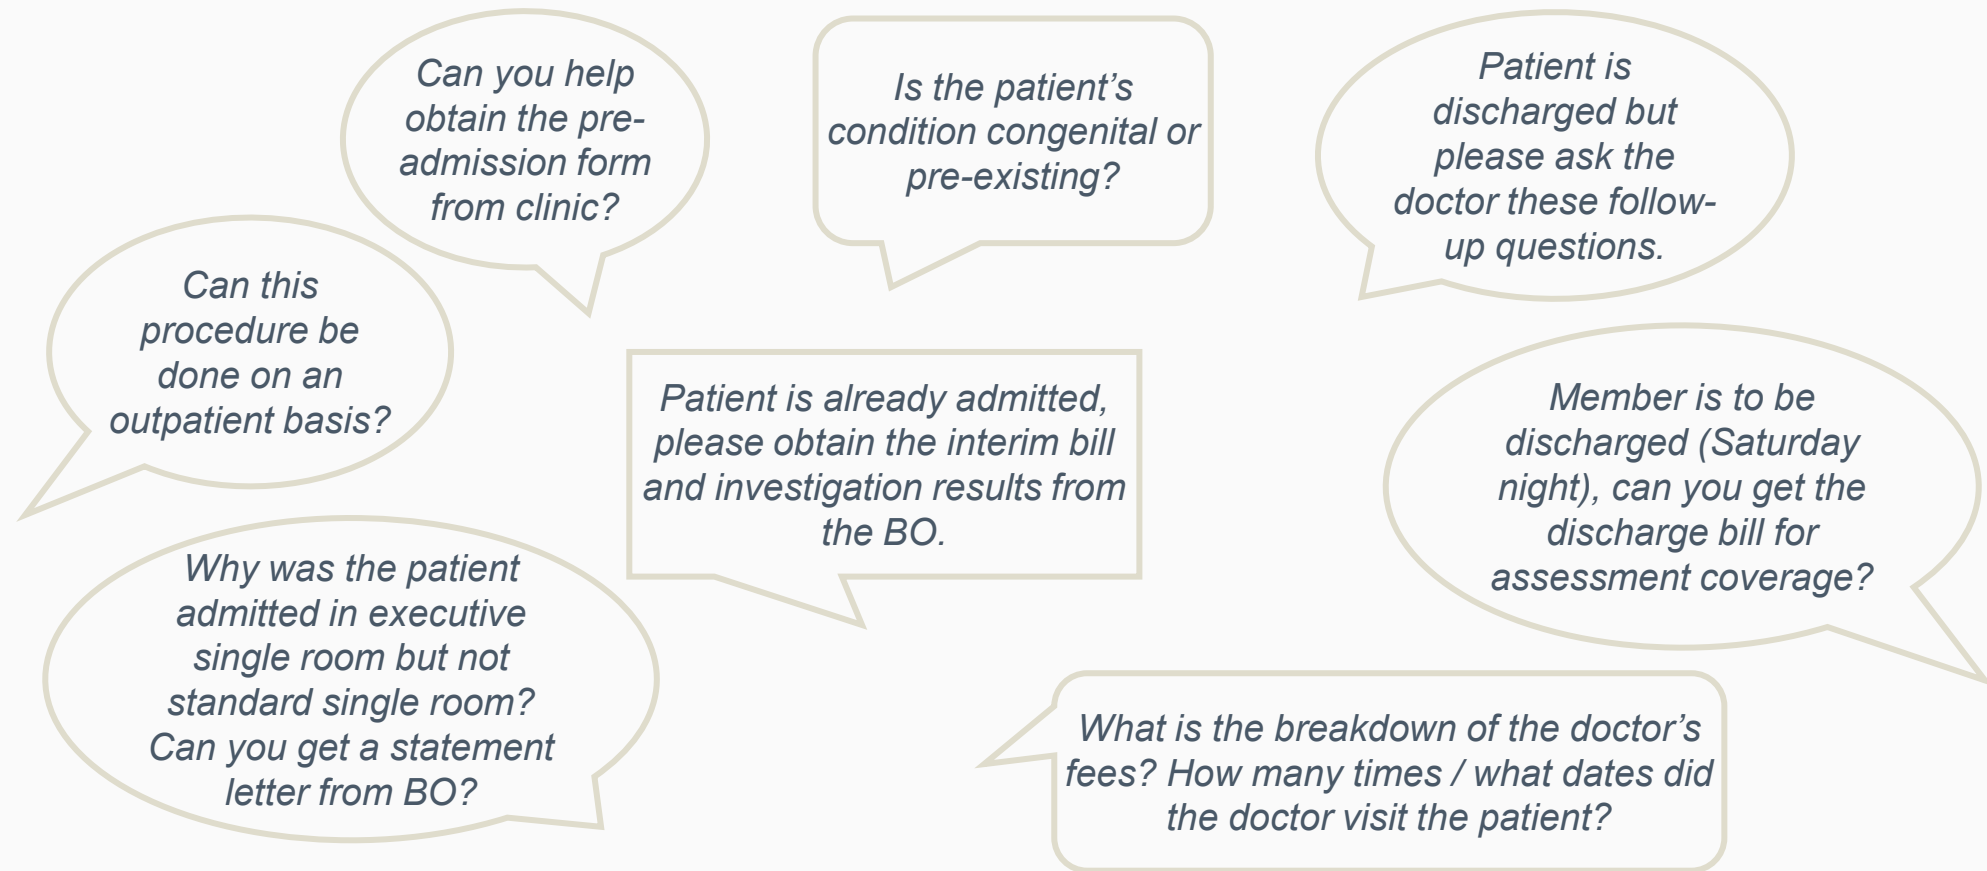 Can you help
obtain the pre-
admission form
from clinic?
Is the patient’s
condition congenital or
pre-existing?
Patient is
discharged but
please ask the
doctor these follow-
up questions.
Can this
procedure be
done on an
outpatient basis?
Patient is already admitted,
please obtain the interim bill
and investigation results from
the BO.
Member is to be
discharged (Saturday
night), can you get the
discharge bill for
assessment coverage?
Why was the patient
admitted in executive
single room but not
standard single room?
Can you get a statement
letter from BO?
What is the breakdown of the doctor’s
fees? How many times / what dates did
the doctor visit the patient?